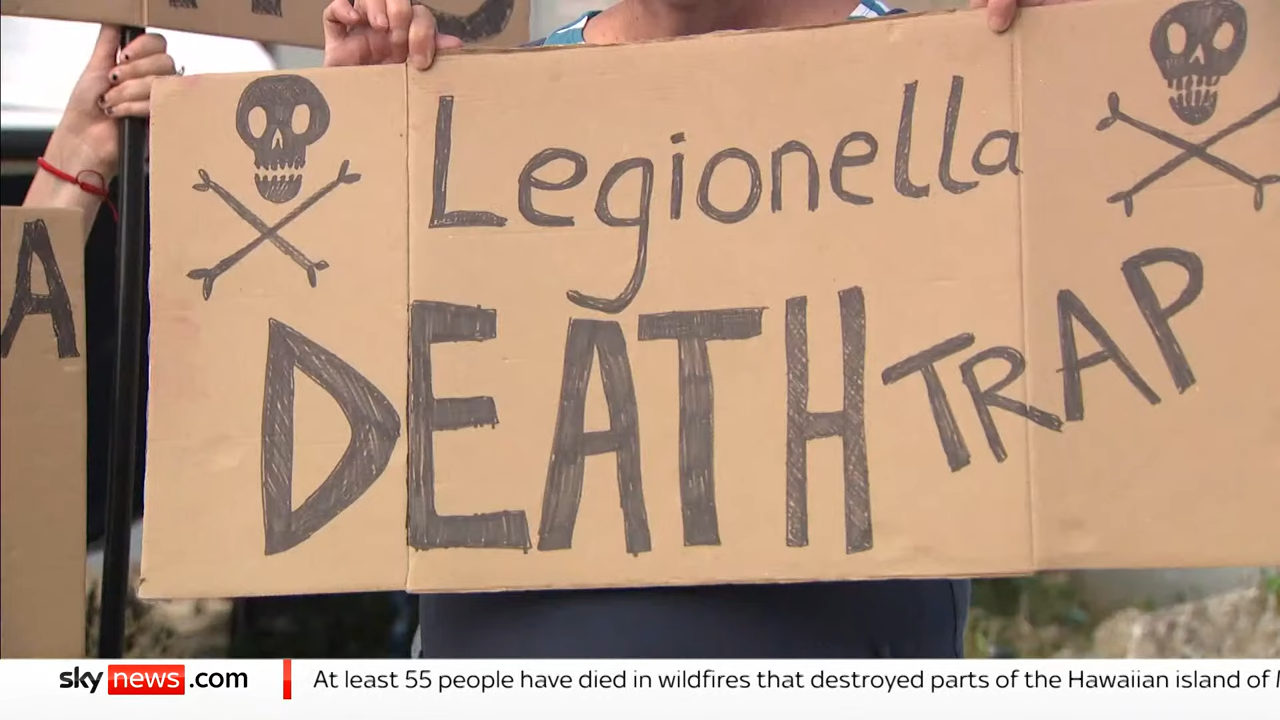 Legionella
DEATH TRAP
A
sky news.com
At least 55 people have died in wildfires that destroyed parts of the Hawaiian island of